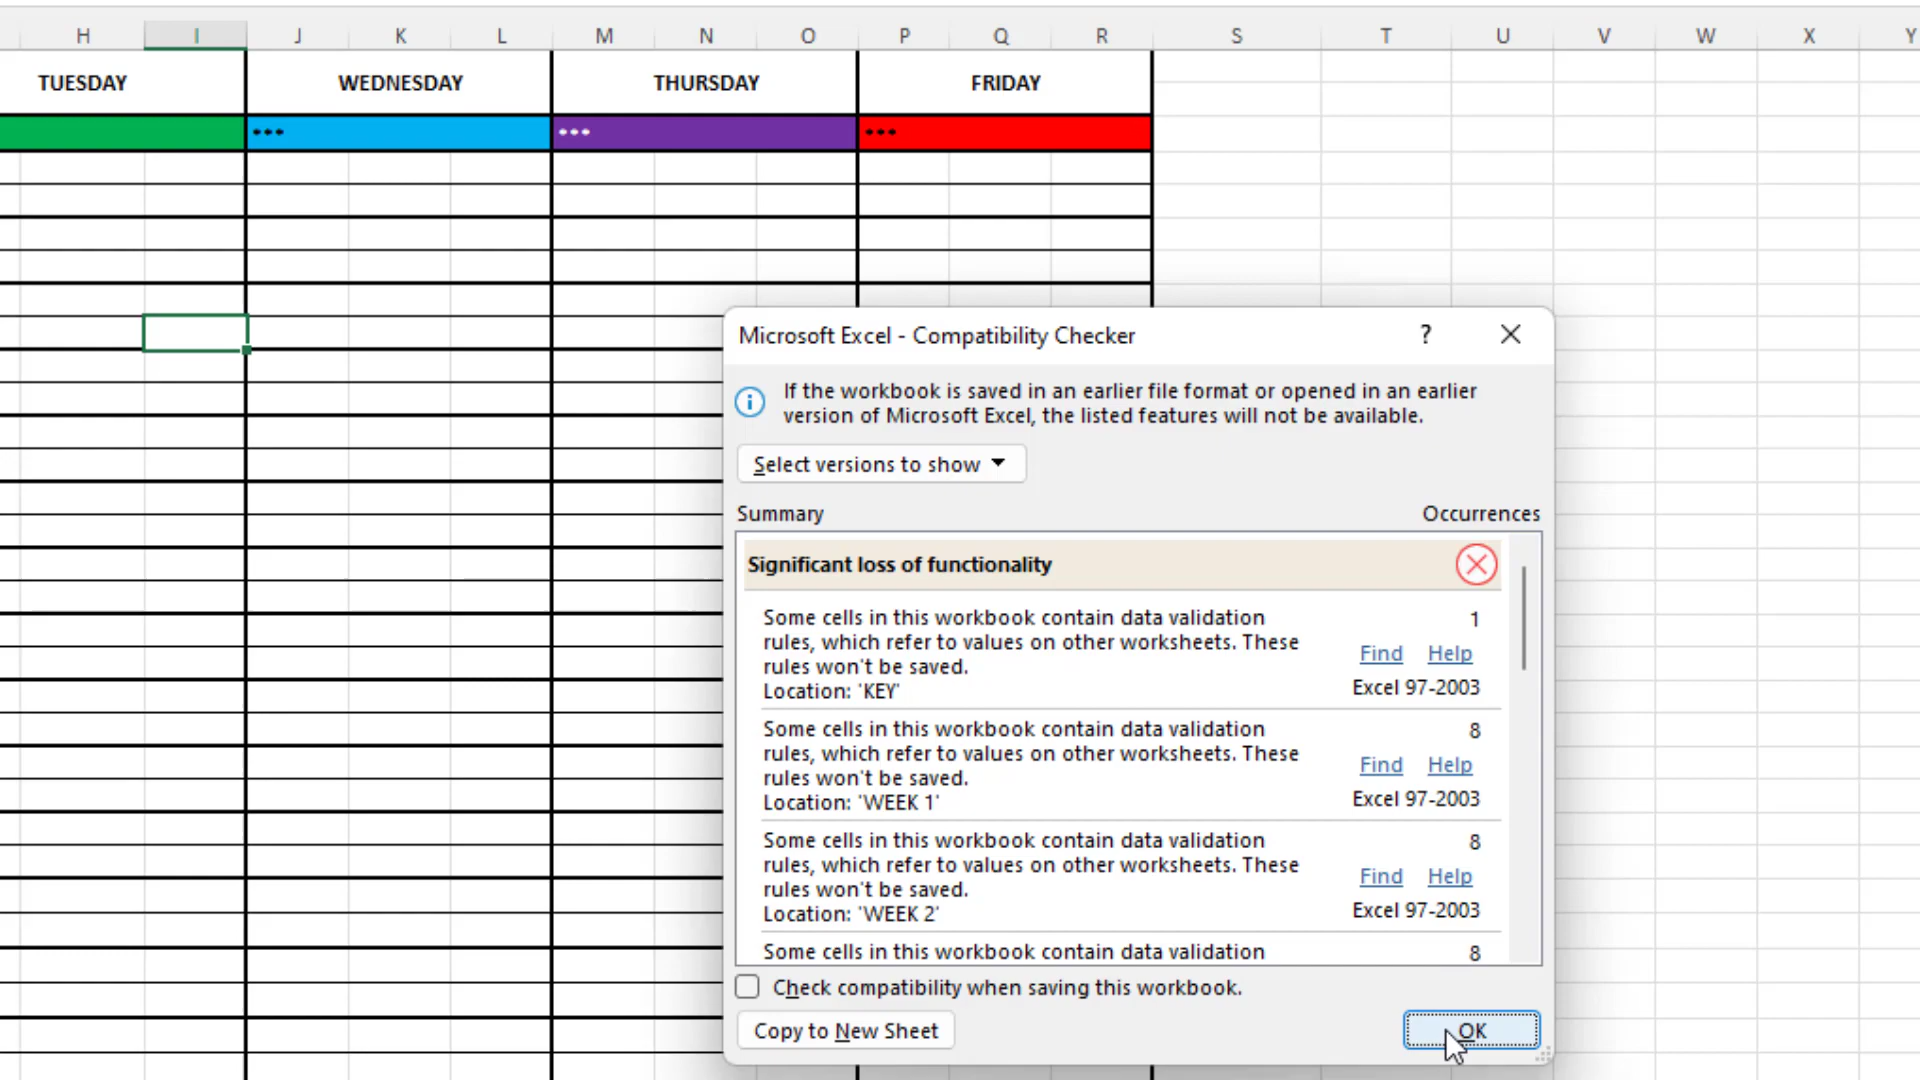 H I J K L M N O P Q R S T U V W X Y
TUESDAY WEDNESDAY THURSDAY FRIDAY
••• ••• •••
Microsoft Excel - Compatibility Checker ?
If the workbook is saved in an earlier file format or opened in an earlier
version of Microsoft Excel, the listed features will not be available.
Select versions to show
Summary Occurrences
Significant loss of functionality
Some cells in this workbook contain data validation 1
rules, which refer to values on other worksheets. These Find Help
rules won't be saved.
Location: 'KEY' Excel 97-2003
Some cells in this workbook contain data validation 8
rules, which refer to values on other worksheets. These Find Help
rules won't be saved.
Location: 'WEEK 1' Excel 97-2003
Some cells in this workbook contain data validation 8
rules, which refer to values on other worksheets. These Find Help
rules won't be saved.
Location: 'WEEK 2' Excel 97-2003
Some cells in this workbook contain data validation 8
Check compatibility when saving this workbook.
Copy to New Sheet OK